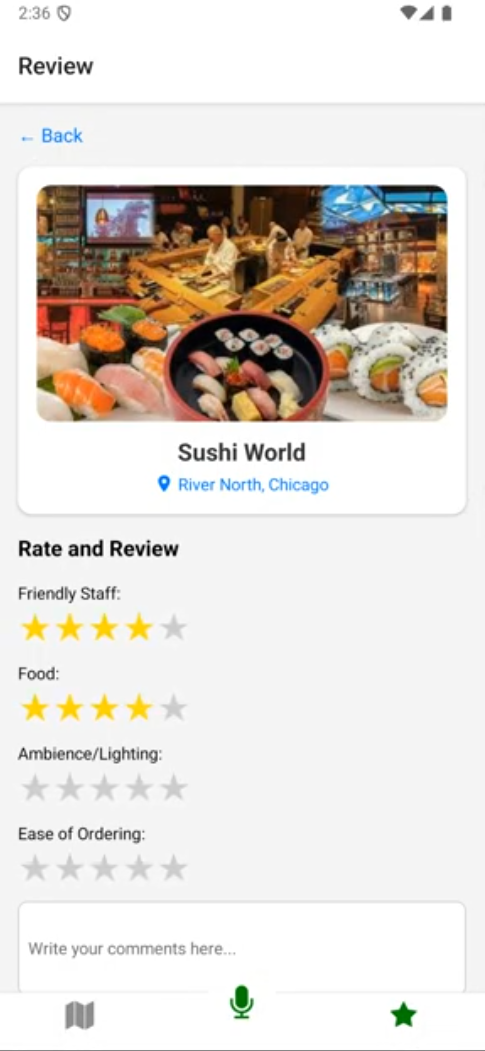 2:36
Review
← Back
Sushi World
River North, Chicago
Rate and Review
Friendly Staff:
Food:
Ambience/Lighting:
Ease of Ordering:
Write your comments here...